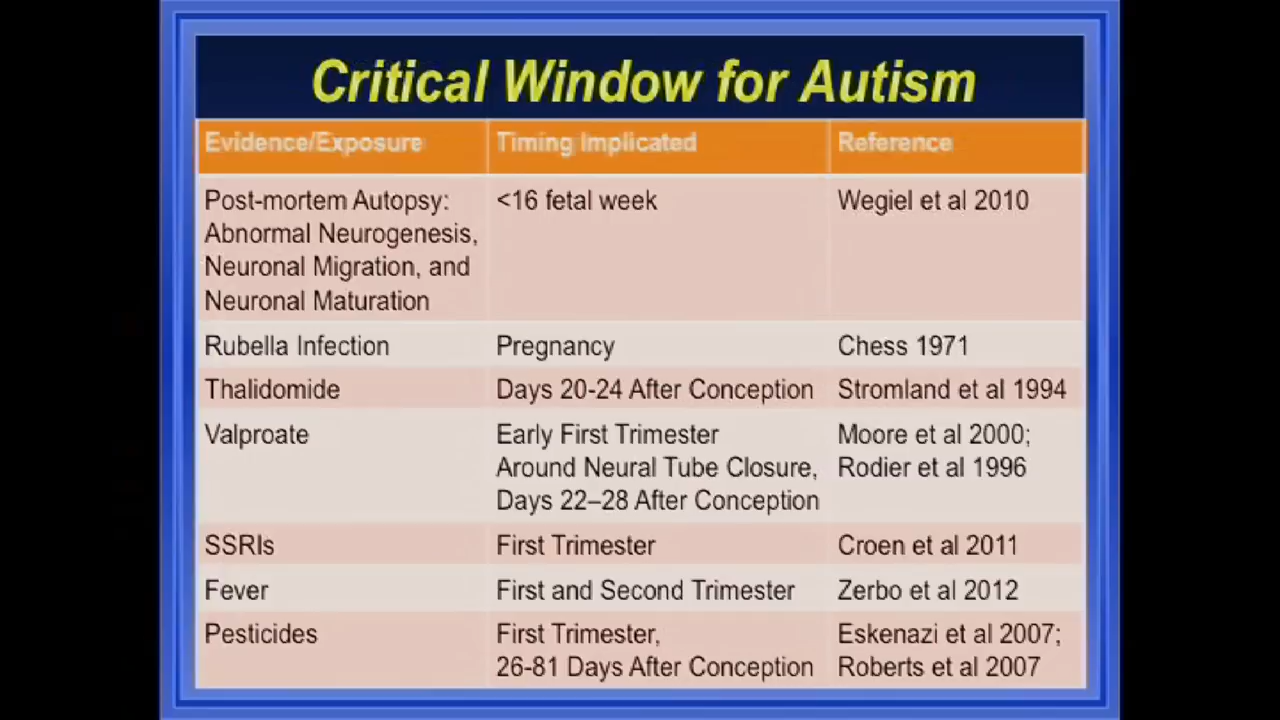 Critical Window for Autism
Evidence/Exposure Timing Implicated Reference
Post-mortem Autopsy: <16 fetal week Wegiel et al 2010
Abnormal Neurogenesis,
Neuronal Migration, and
Neuronal Maturation
Rubella Infection Pregnancy Chess 1971
Thalidomide Days 20-24 After Conception Stromland et al 1994
Valproate Early First Trimester Moore et al 2000;
Around Neural Tube Closure, Rodier et al 1996
Days 22–28 After Conception
SSRIs First Trimester Croen et al 2011
Fever First and Second Trimester Zerbo et al 2012
Pesticides First Trimester, Eskenazi et al 2007;
26-81 Days After Conception Roberts et al 2007